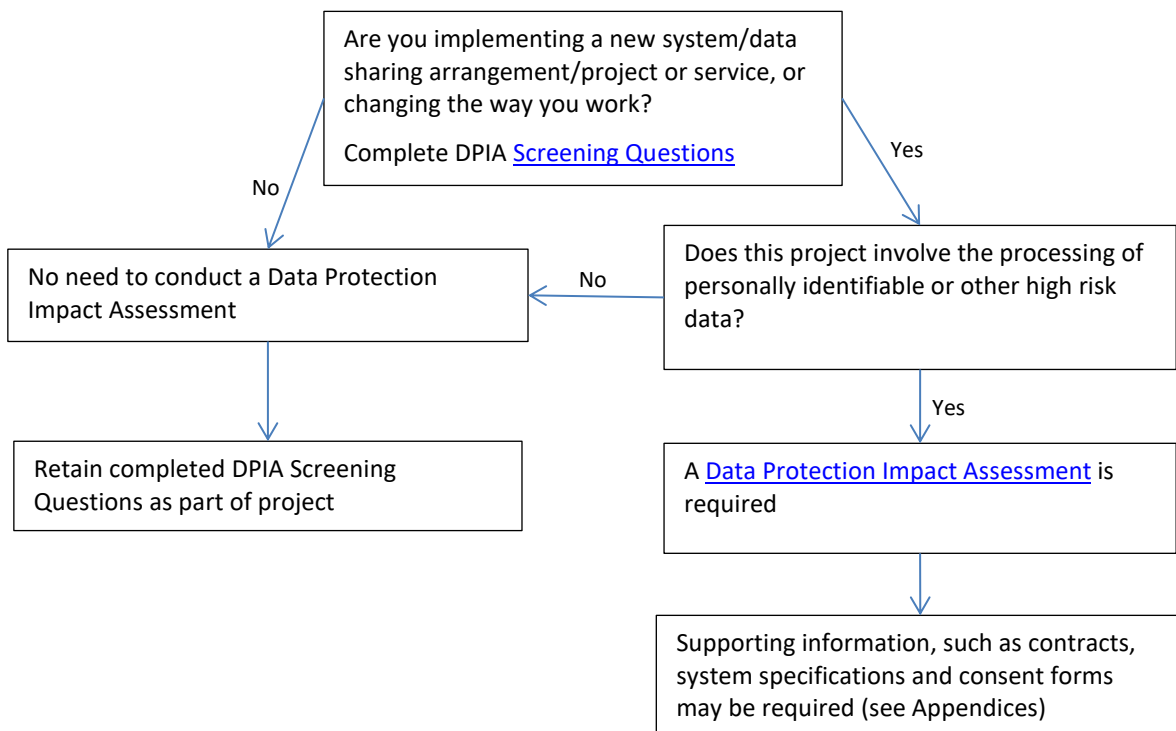 Are you implementing a new system/data
sharing arrangement/project or service, or
changing the way you work?
Complete DPIA Screening Questions
No
Yes
No need to conduct a Data Protection
Impact Assessment
No
Does this project involve the processing of
personally identifiable or other high risk
data?
Yes
Retain completed DPIA Screening
Questions as part of project
A Data Protection Impact Assessment is
required
Supporting information, such as contracts,
system specifications and consent forms
may be required (see Appendices)